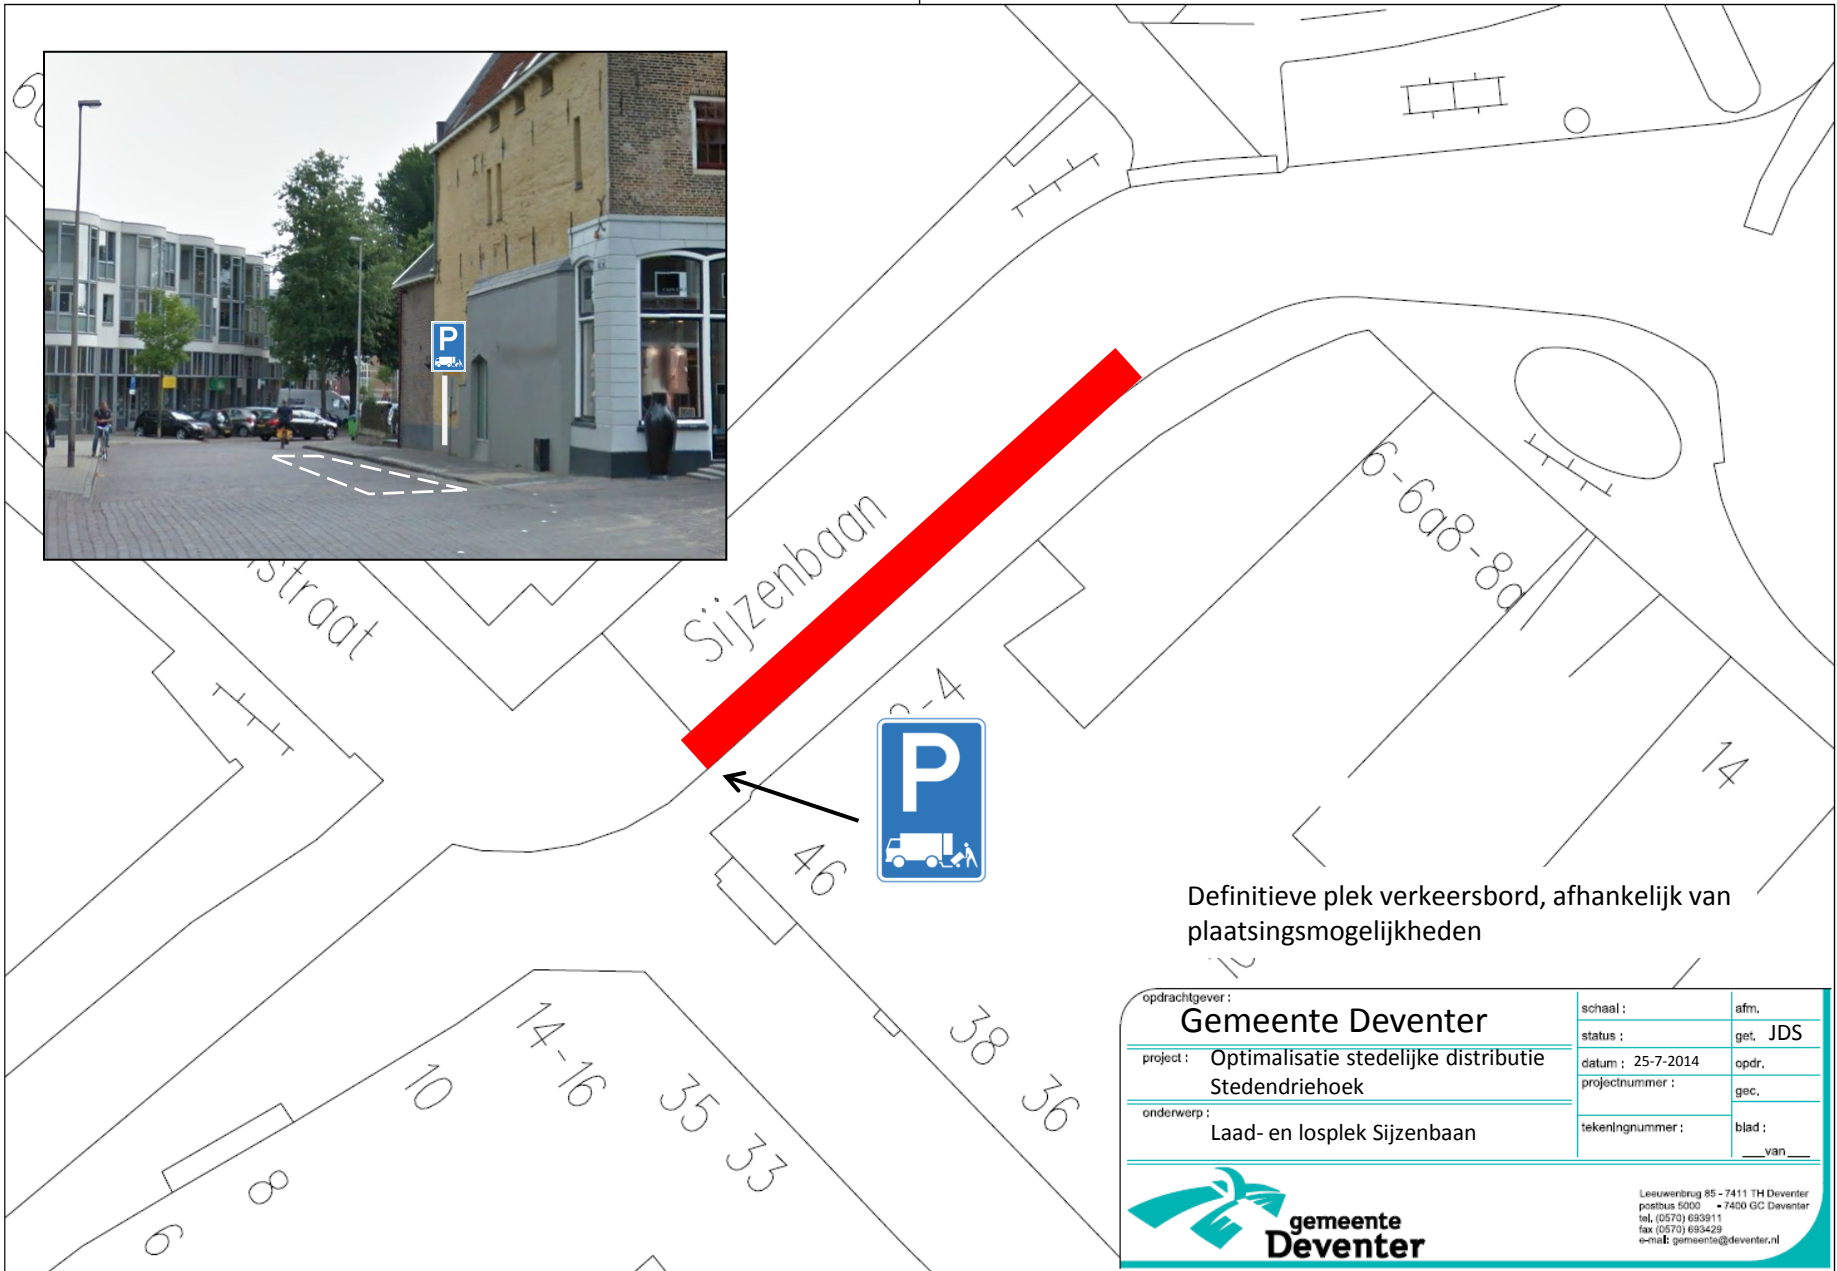 P
straat
Sijzenbaan
6-6a8-8a
-4
P
14
46
Definitieve plek verkeersbord, afhankelijk van
plaatsingsmogelijkheden
14-16
10
8
6
35
33
38
36
opdrachtgever :
Gemeente Deventer
project : Optimalisatie stedelijke distributie
Stedendriehoek
onderwerp :
Laad- en losplek Sijzenbaan
schaal :
afm.
status :
get. JDS
datum : 25-7-2014
opdr.
projectnummer :
gec.
tekeningnummer :
blad :
___van___
gemeente
Deventer
Leeuwenbrug 85 - 7411 TH Deventer
postbus 5000 - 7400 GC Deventer
tel. (0570) 693911
fax (0570) 693429
e-mail: gemeente@deventer.nl